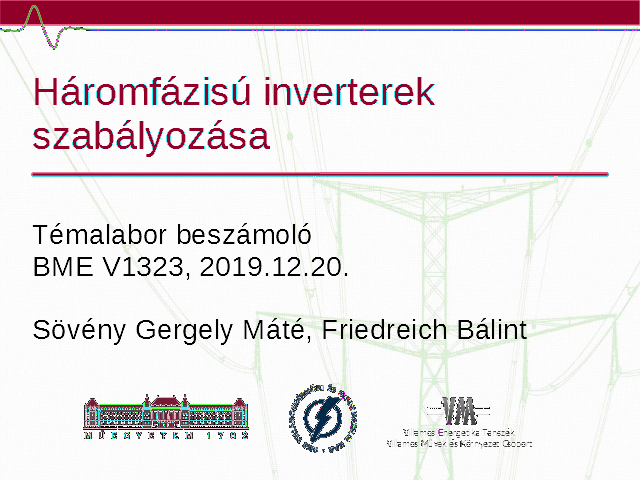 Háromfázisú inverterek
szabályozása
Témalabor beszámoló
BME V1323, 2019.12.20.
Sövény Gergely Máté, Friedreich Bálint
MŰEGYETEM 1782
VM
Villamos Energetika Tanszék
Villamos Művek és Környezet Csoport